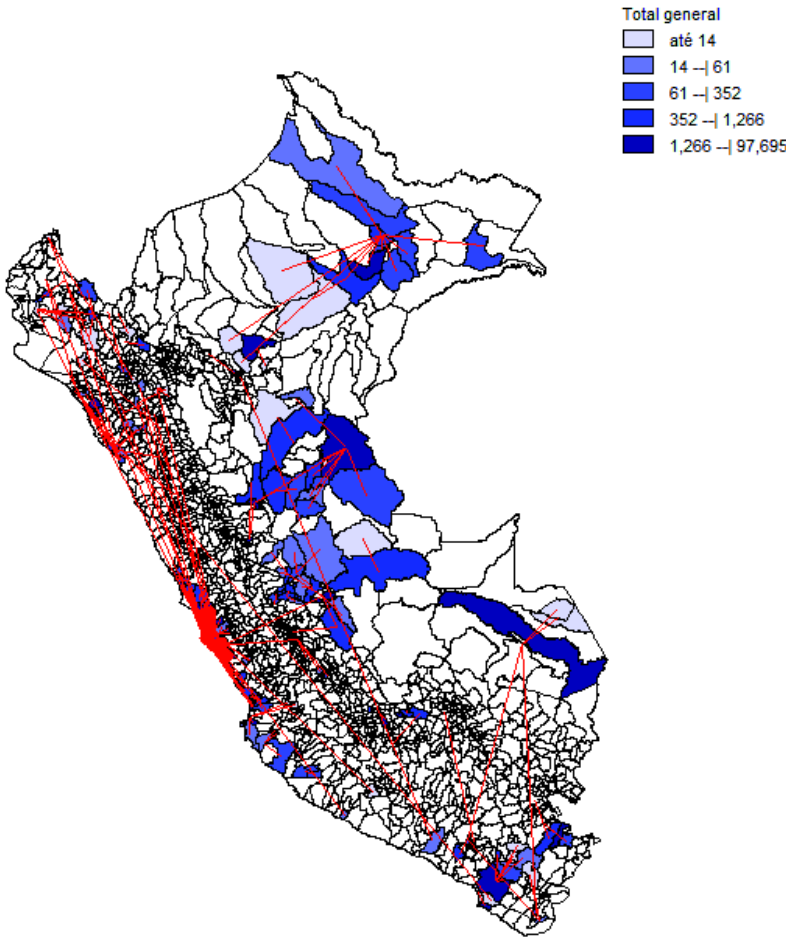 Total general
até 14
14 --| 61
61 --| 352
352 --| 1,266
1,266 --| 97,695